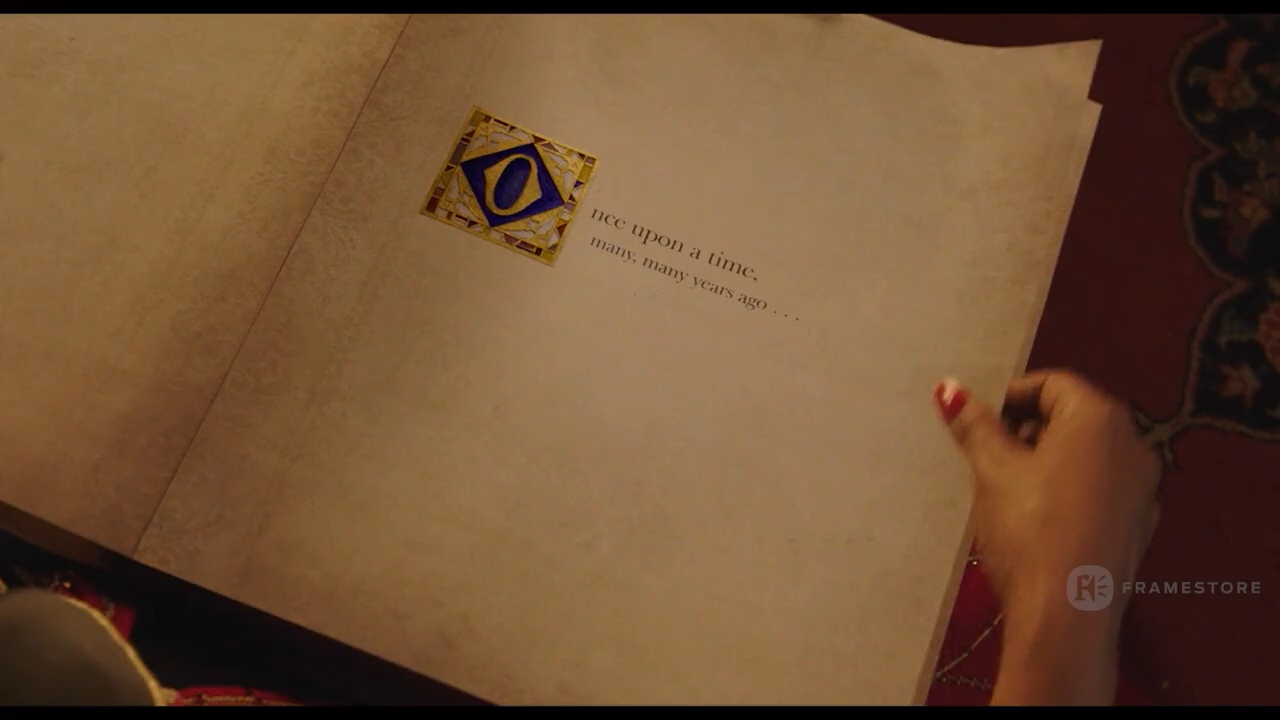 Once upon a time,
many, many years ago . . .
FRAMESTORE